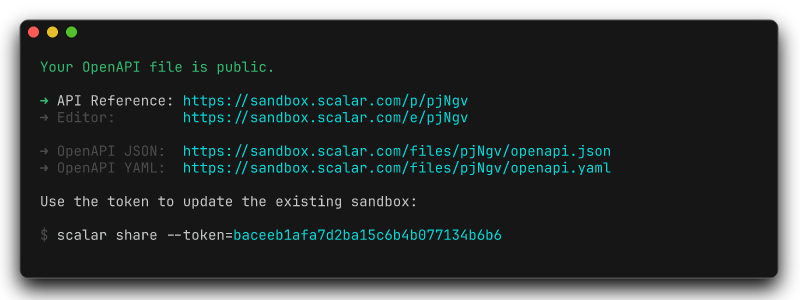 Your OpenAPI file is public.
➜ API Reference: https://sandbox.scalar.com/p/pjNgv
➜ Editor: https://sandbox.scalar.com/e/pjNgv
➜ OpenAPI JSON: https://sandbox.scalar.com/files/pjNgv/openapi.json
➜ OpenAPI YAML: https://sandbox.scalar.com/files/pjNgv/openapi.yaml
Use the token to update the existing sandbox:
$ scalar share --token=baceeb1afa7d2ba15c6b4b077134b6b6